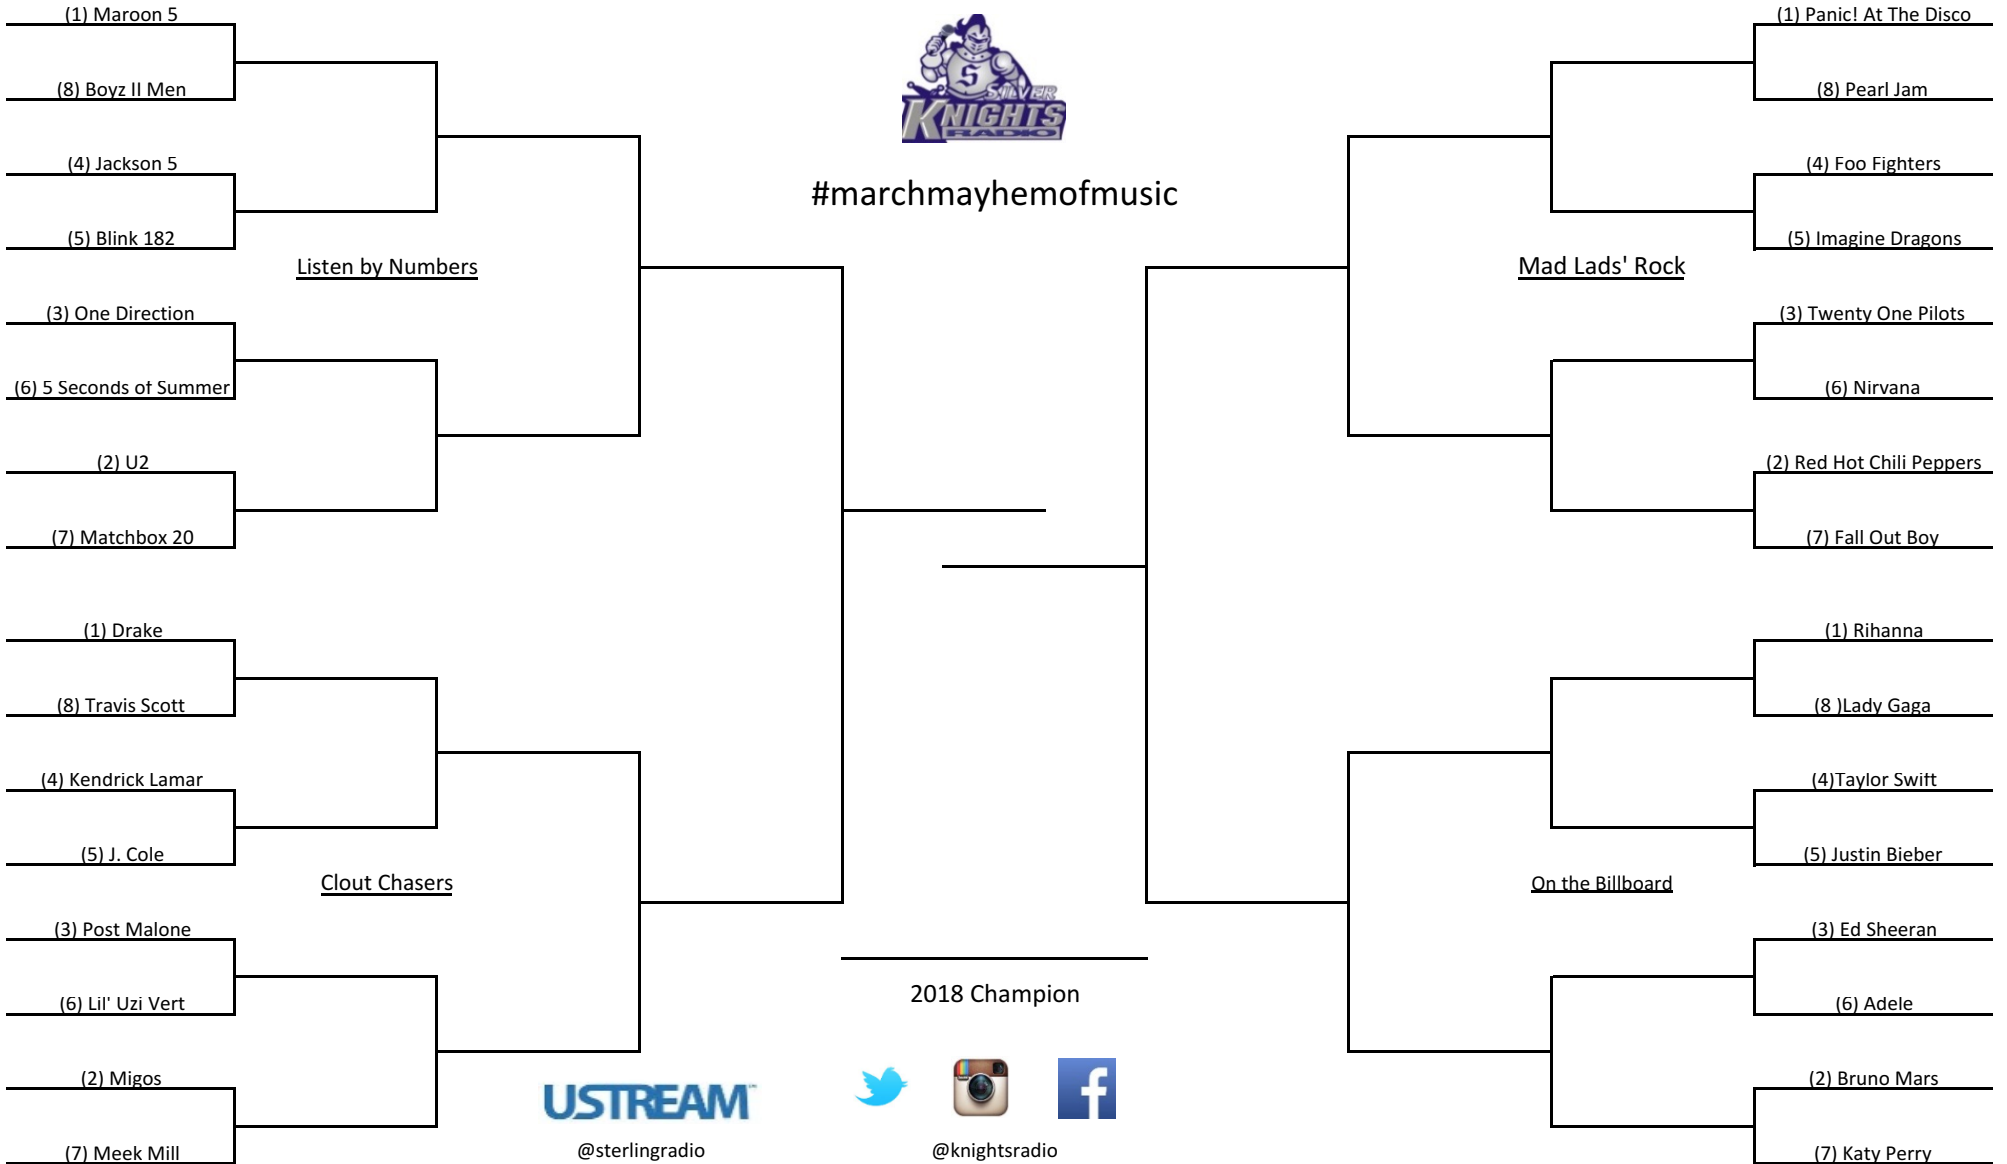 (1) Maroon 5
(8) Boyz II Men
(4) Jackson 5
(5) Blink 182
Listen by Numbers
(3) One Direction
(6) 5 Seconds of Summer
(2) U2
(7) Matchbox 20
(1) Drake
(8) Travis Scott
(4) Kendrick Lamar
(5) J. Cole
Clout Chasers
(3) Post Malone
(6) Lil' Uzi Vert
(2) Migos
(7) Meek Mill
S
SILVER
KNIGHTS
RADIO
#marchmayhemofmusic
2018 Champion
USTREAM
@sterlingradio
f
@knightsradio
(1) Panic! At The Disco
(8) Pearl Jam
(4) Foo Fighters
(5) Imagine Dragons
Mad Lads' Rock
(3) Twenty One Pilots
(6) Nirvana
(2) Red Hot Chili Peppers
(7) Fall Out Boy
(1) Rihanna
(8 )Lady Gaga
(4)Taylor Swift
(5) Justin Bieber
On the Billboard
(3) Ed Sheeran
(6) Adele
(2) Bruno Mars
(7) Katy Perry